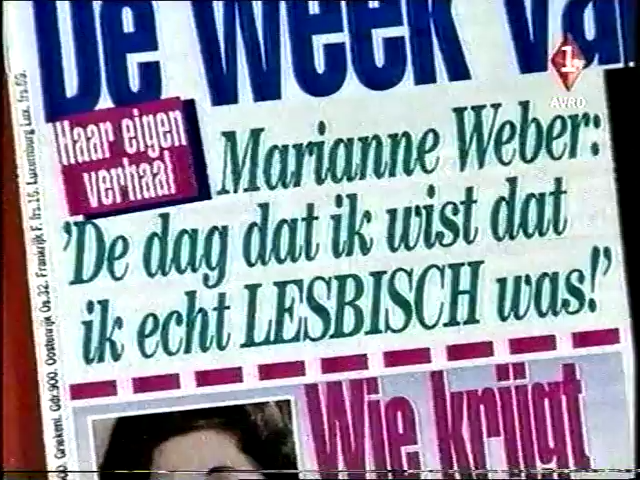 De week va
1
AVRO
Haar eigen
verhaal
Marianne Weber:
'De dag dat ik wist dat
ik echt LESBISCH was!'
Wie krijgt
Griekenl. Gdr.900. Oostenrijk Os.32. Frankrijk F. frs.16. Luxemburg Lux. frs.69.